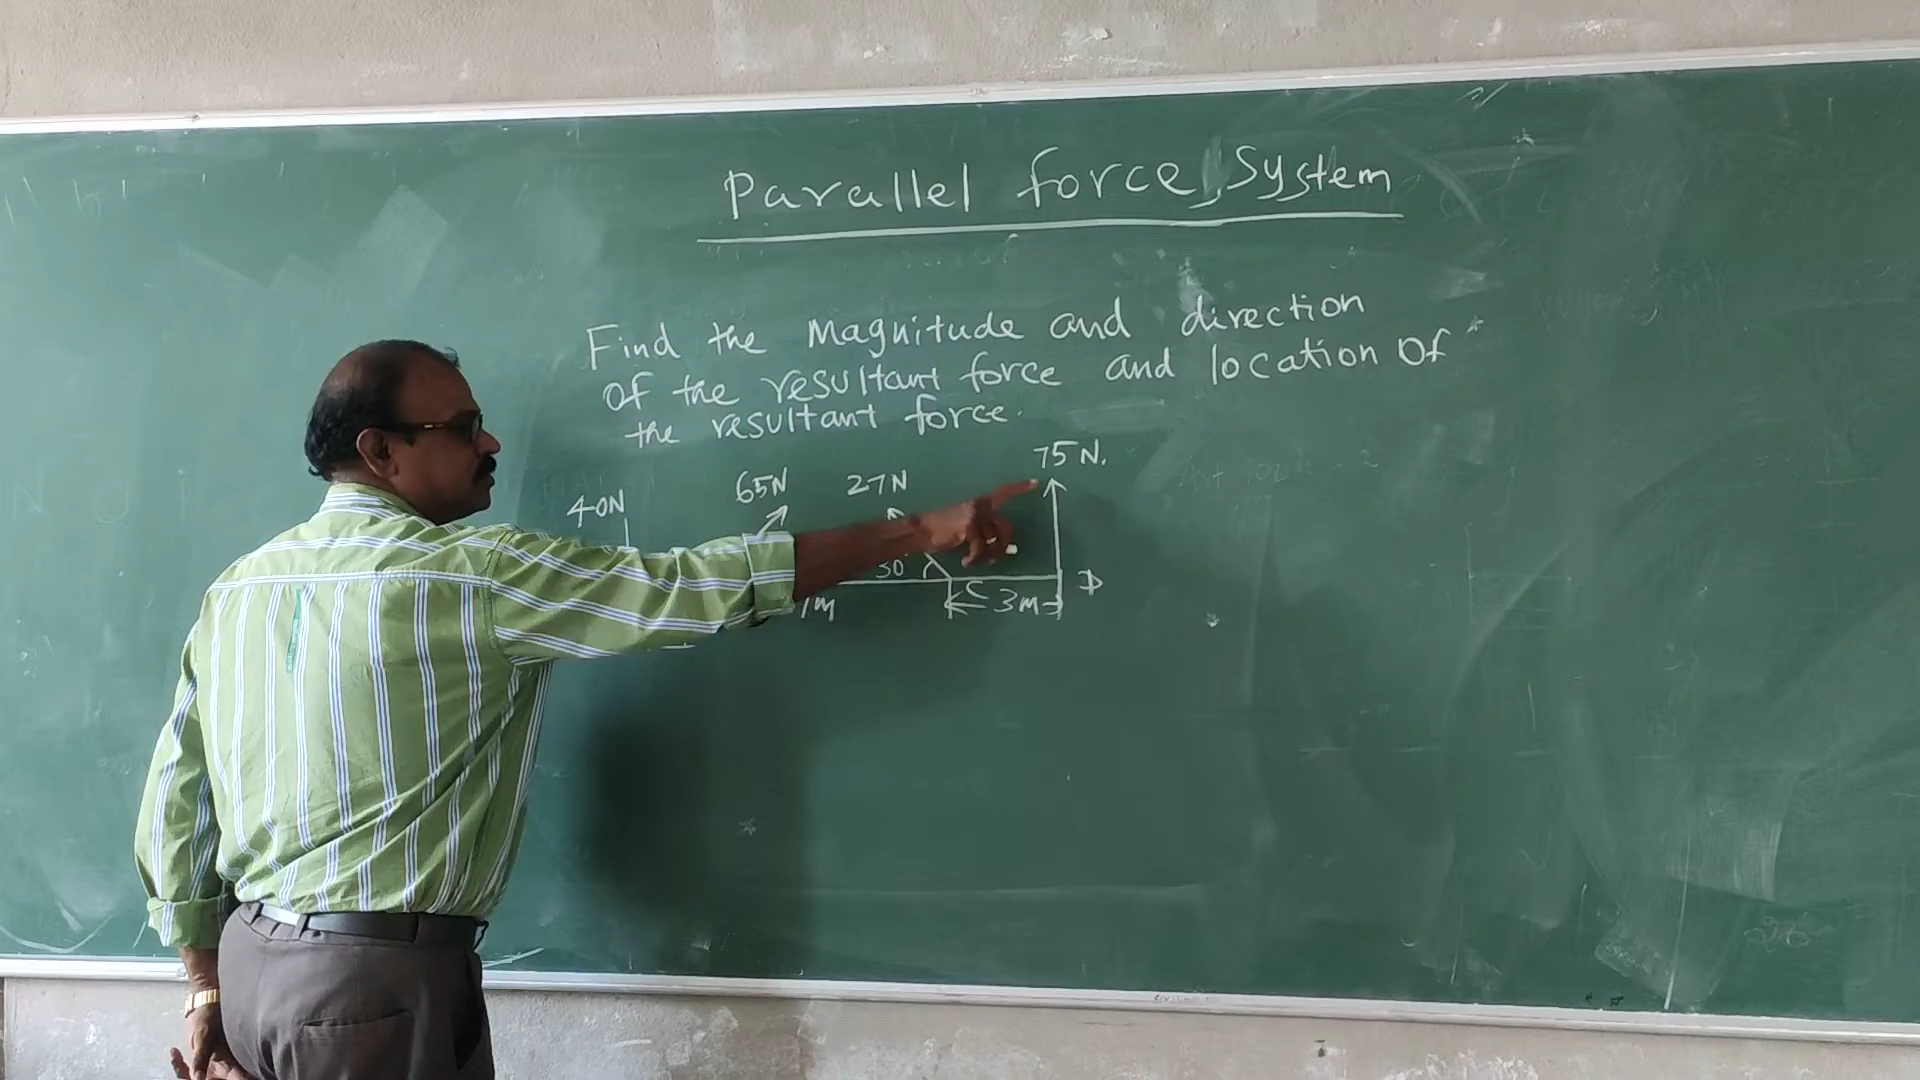 Parallel force System
Find the Magnitude and direction
of the resultant force and location of
the resultant force.
75 N.
40N 65N 27N
30
C D
1m 3m